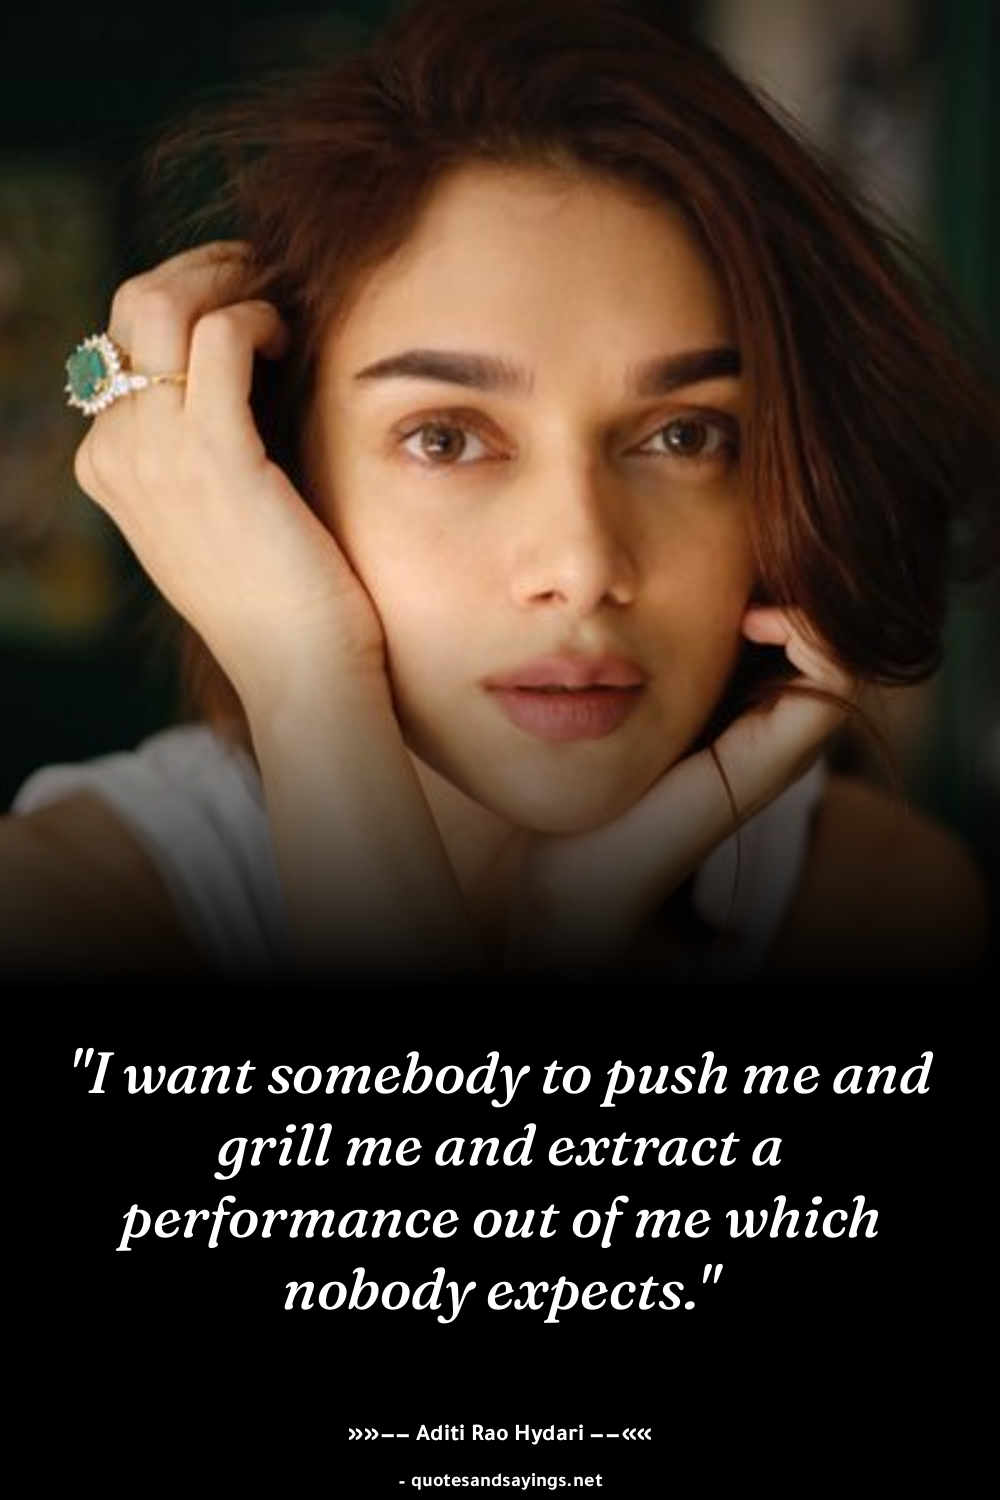 "I want somebody to push me and
grill me and extract a
performance out of me which
nobody expects."
»»–– Aditi Rao Hydari ––««
- quotesandsayings.net